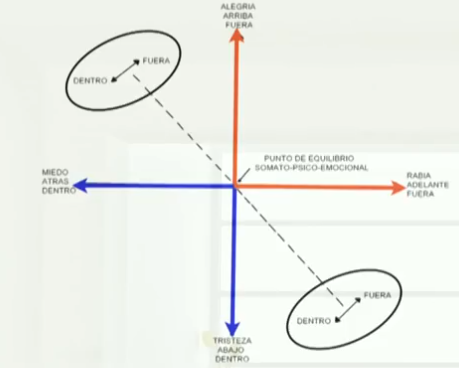 ALEGRIA
ARRIBA
FUERA
FUERA
DENTRO
PUNTO DE EQUILIBRIO
SOMATO-PSICO-EMOCIONAL
MIEDO
ATRAS
DENTRO
RABIA
ADELANTE
FUERA
FUERA
DENTRO
TRISTEZA
ABAJO
DENTRO